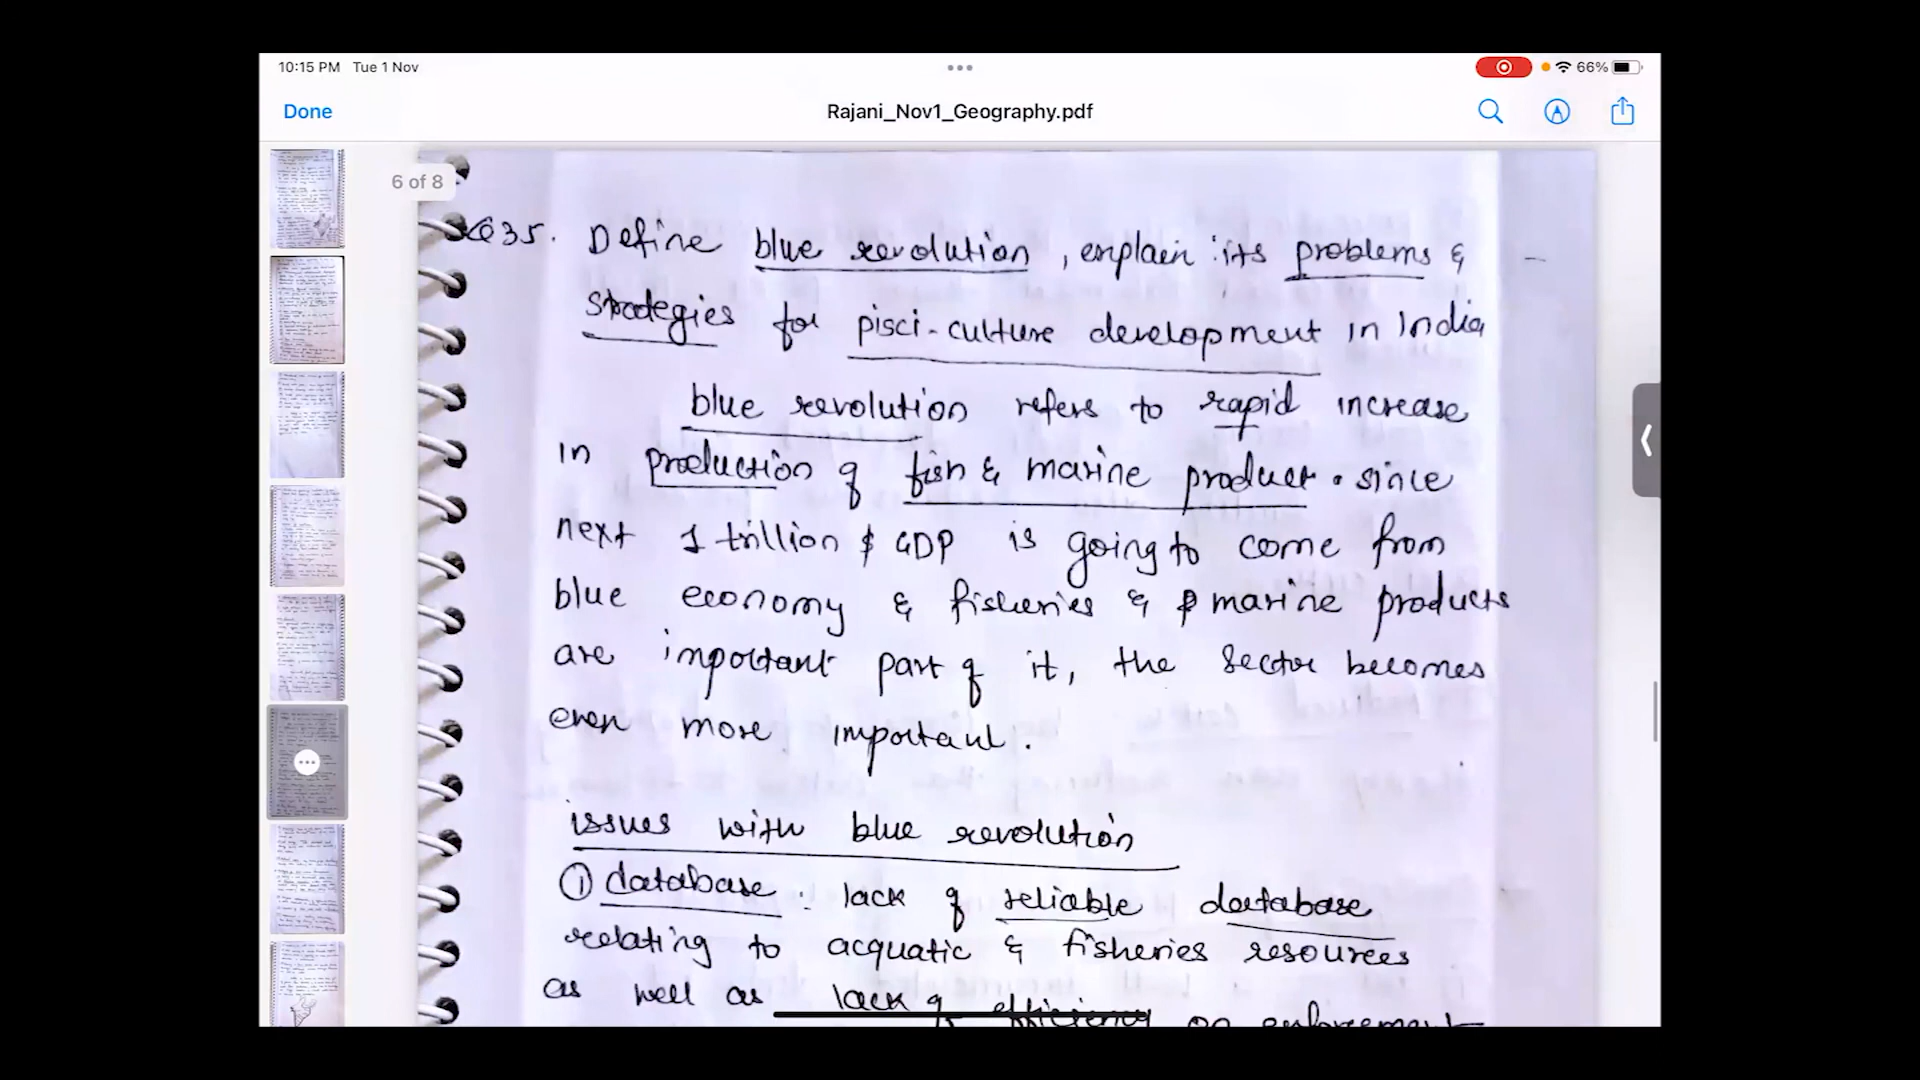 10:15 PM Tue 1 Nov
66%
Done
Rajani_Nov1_Geography.pdf
6 of 8
Q35. Define blue revolution, explain its problems &
strategies for pisci-culture development in India
blue revolution refers to rapid increase
in production of fish & marine product. since
next 1 trillion $ GDP is going to come from
blue economy & fisheries & marine products
are important part of it, the sector becomes
even more important.
issues with blue revolution
① database: lack of reliable database
relating to acquatic & fisheries resources
as well as lack of efficiency on enforcement